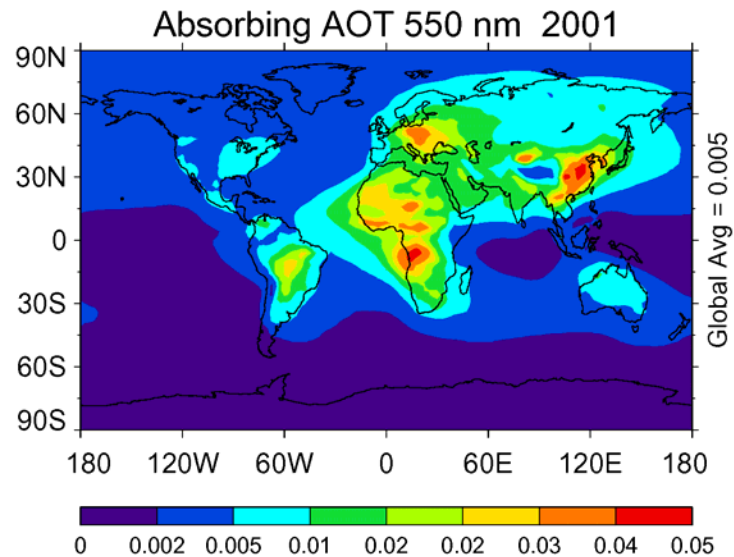 Absorbing AOT 550 nm 2001
90N
60N
30N
0
30S
60S
90S
180 120W 60W 0 60E 120E 180
Global Avg = 0.005
0 0.002 0.005 0.01 0.02 0.02 0.03 0.04 0.05